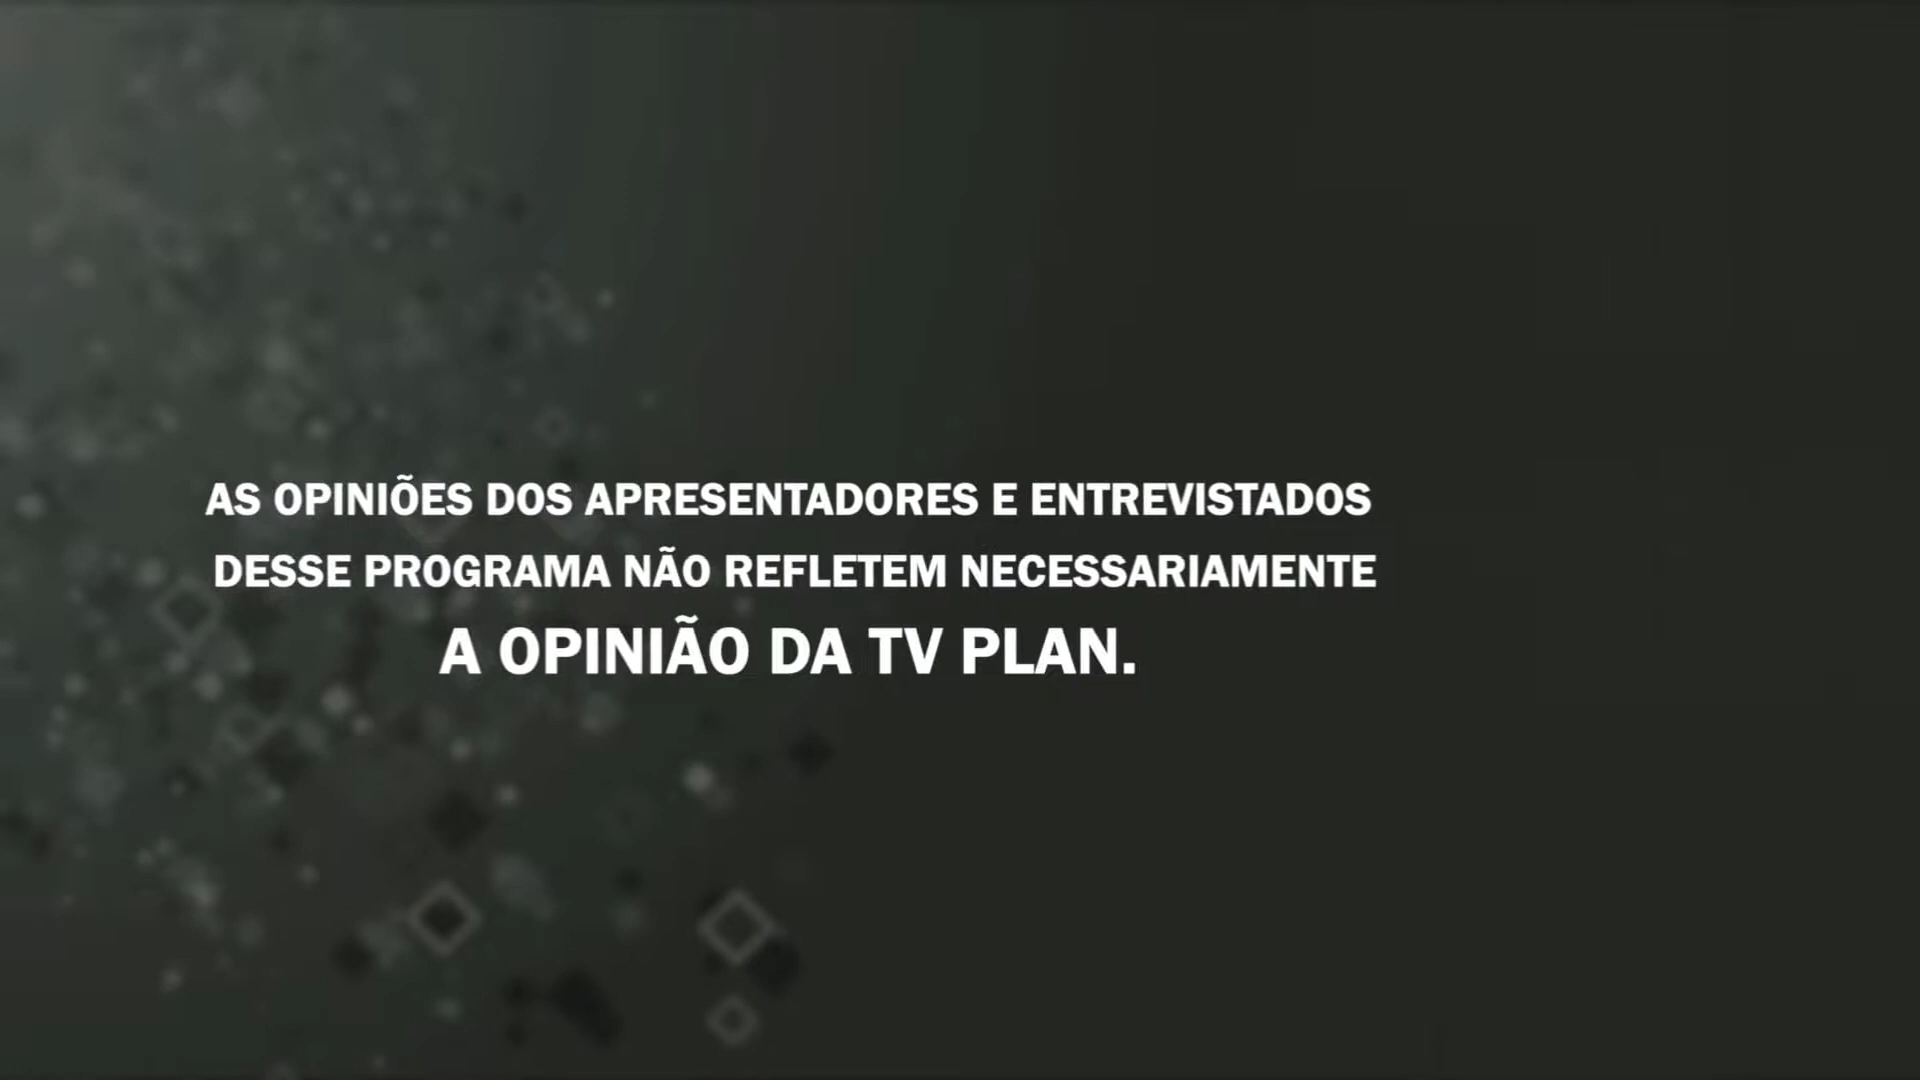 AS OPINIÕES DOS APRESENTADORES E ENTREVISTADOS
DESSE PROGRAMA NÃO REFLETEM NECESSARIAMENTE
A OPINIÃO DA TV PLAN.